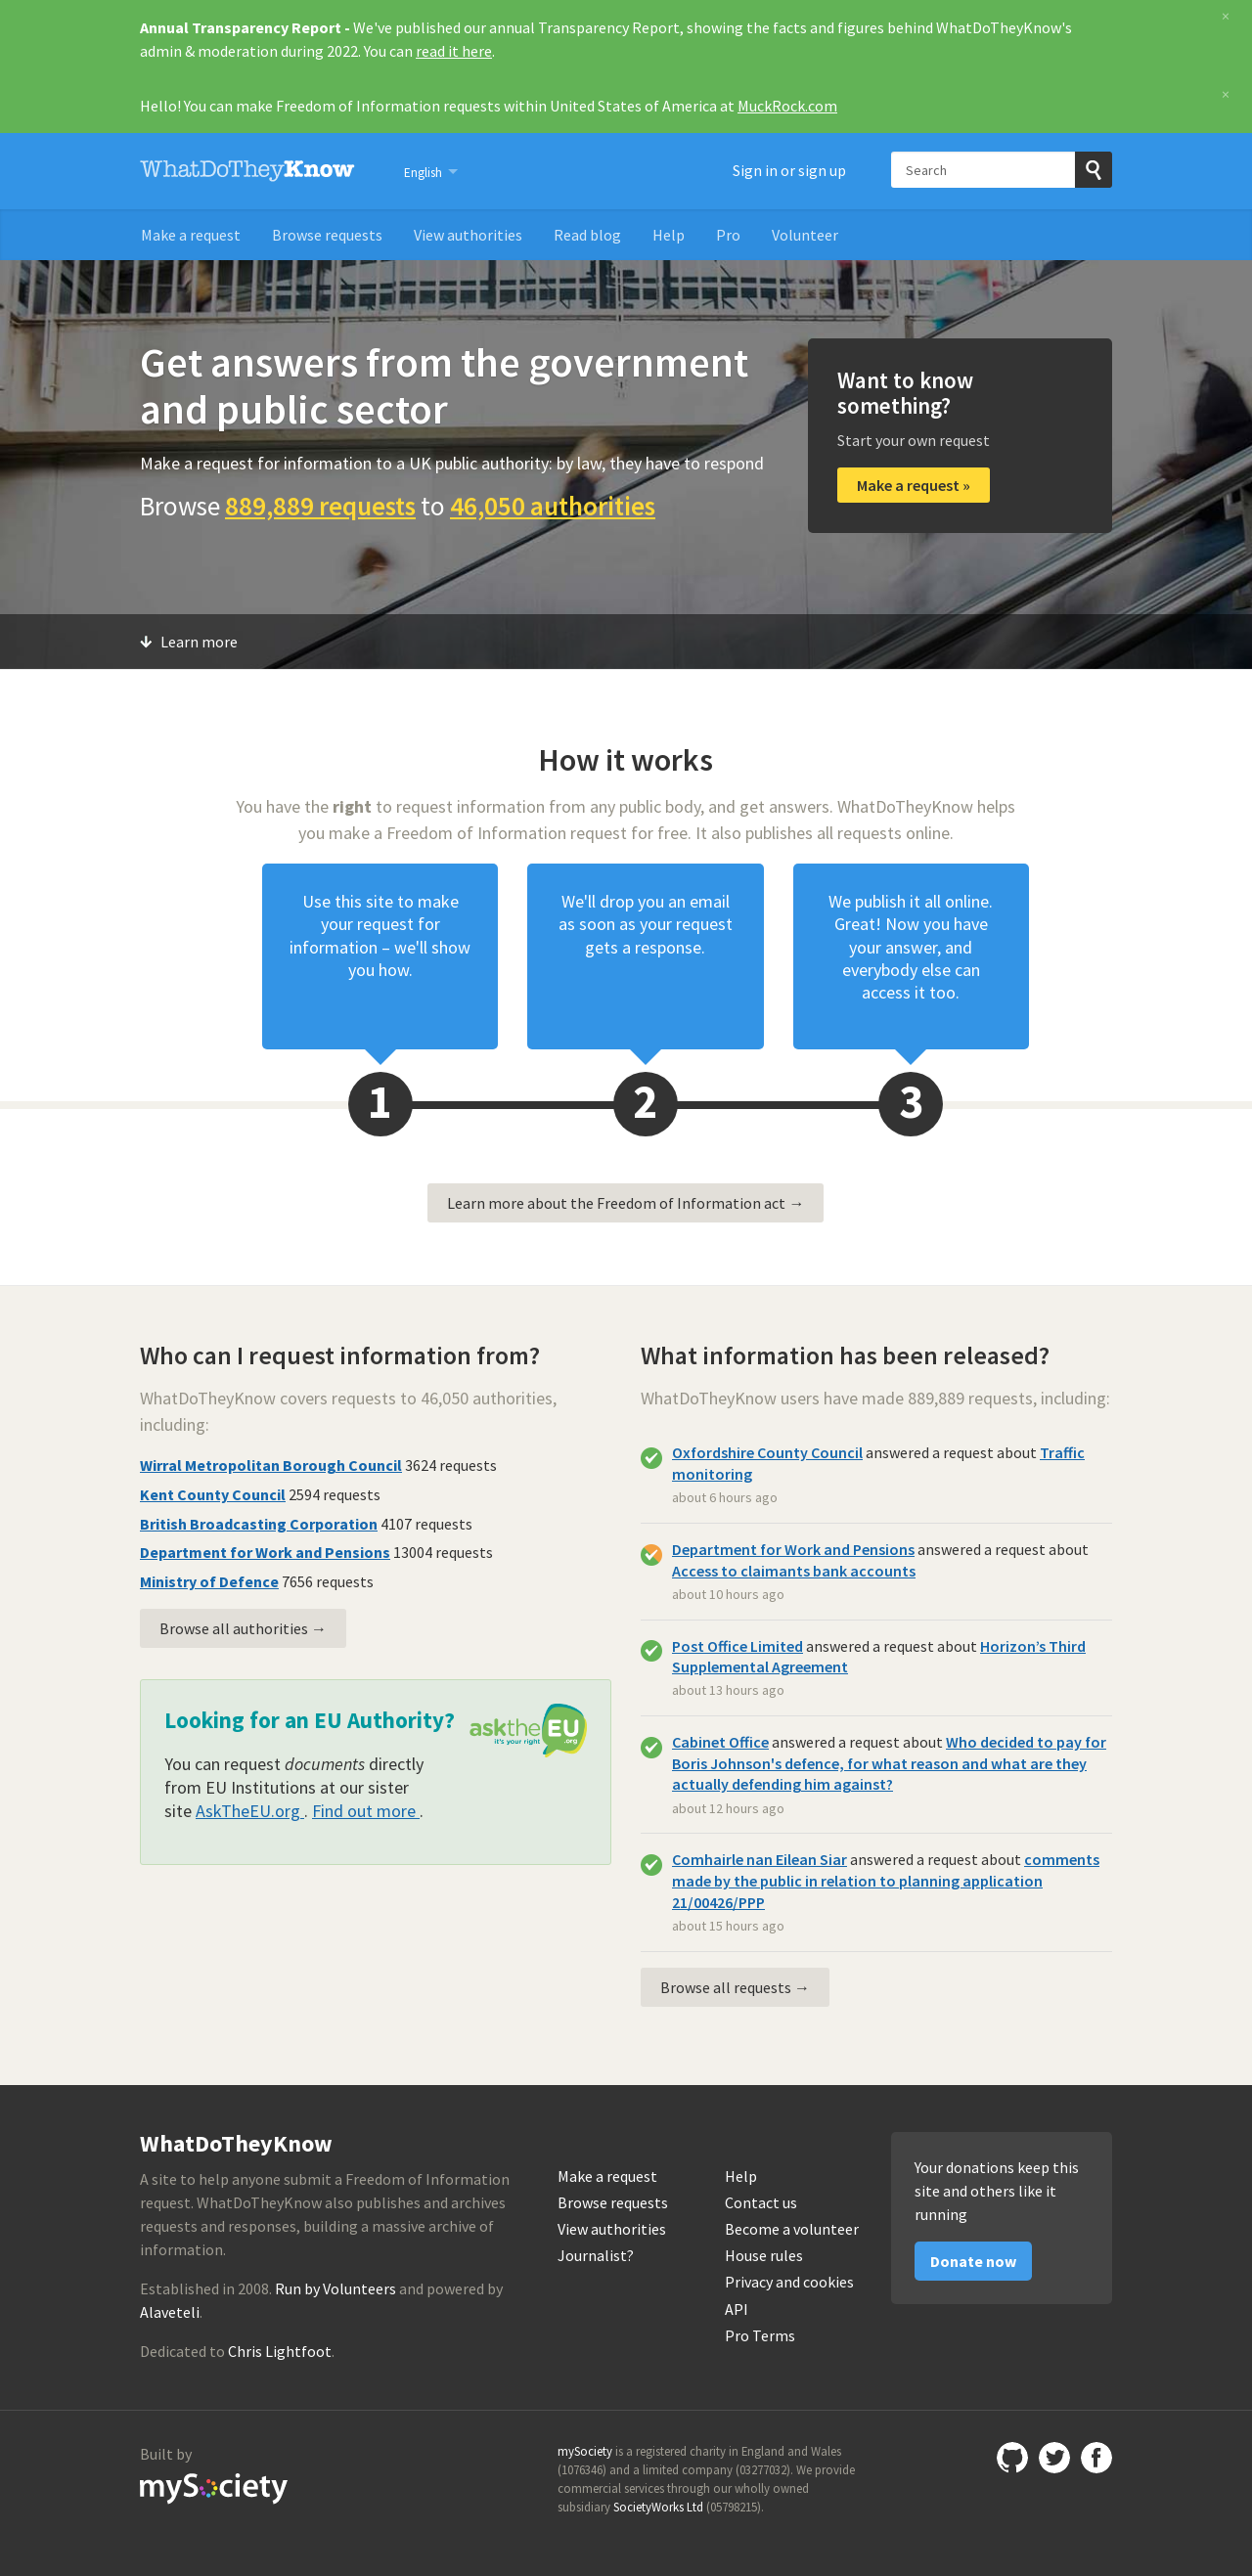 Annual Transparency Report - We've published our annual Transparency Report, showing the facts and figures behind WhatDoTheyKnow's
admin & moderation during 2022. You can read it here.
×
Hello! You can make Freedom of Information requests within United States of America at MuckRock.com
×
WhatDoTheyKnow
English
Sign in or sign up
Search
Make a request
Browse requests
View authorities
Read blog
Help
Pro
Volunteer
Get answers from the government
and public sector
Make a request for information to a UK public authority: by law, they have to respond
Browse 889,889 requests to 46,050 authorities
Want to know
something?
Start your own request
Make a request »
Learn more
How it works
You have the right to request information from any public body, and get answers. WhatDoTheyKnow helps
you make a Freedom of Information request for free. It also publishes all requests online.
Use this site to make
your request for
information – we'll show
you how.
We'll drop you an email
as soon as your request
gets a response.
We publish it all online.
Great! Now you have
your answer, and
everybody else can
access it too.
1
2
3
Learn more about the Freedom of Information act →
Who can I request information from?
WhatDoTheyKnow covers requests to 46,050 authorities,
including:
Wirral Metropolitan Borough Council 3624 requests
Kent County Council 2594 requests
British Broadcasting Corporation 4107 requests
Department for Work and Pensions 13004 requests
Ministry of Defence 7656 requests
Browse all authorities →
Looking for an EU Authority?
asktheEU
.org
it's your right
You can request documents directly
from EU Institutions at our sister
site AskTheEU.org . Find out more .
What information has been released?
WhatDoTheyKnow users have made 889,889 requests, including:
Oxfordshire County Council answered a request about Traffic
monitoring
about 6 hours ago
Department for Work and Pensions answered a request about
Access to claimants bank accounts
about 10 hours ago
Post Office Limited answered a request about Horizon’s Third
Supplemental Agreement
about 13 hours ago
Cabinet Office answered a request about Who decided to pay for
Boris Johnson's defence, for what reason and what are they
actually defending him against?
about 12 hours ago
Comhairle nan Eilean Siar answered a request about comments
made by the public in relation to planning application
21/00426/PPP
about 15 hours ago
Browse all requests →
WhatDoTheyKnow
A site to help anyone submit a Freedom of Information
request. WhatDoTheyKnow also publishes and archives
requests and responses, building a massive archive of
information.
Established in 2008. Run by Volunteers and powered by
Alaveteli.
Dedicated to Chris Lightfoot.
Make a request
Browse requests
View authorities
Journalist?
Help
Contact us
Become a volunteer
House rules
Privacy and cookies
API
Pro Terms
Your donations keep this
site and others like it
running
Donate now
Built by
mySociety
mySociety is a registered charity in England and Wales
(1076346) and a limited company (03277032). We provide
commercial services through our wholly owned
subsidiary SocietyWorks Ltd (05798215).